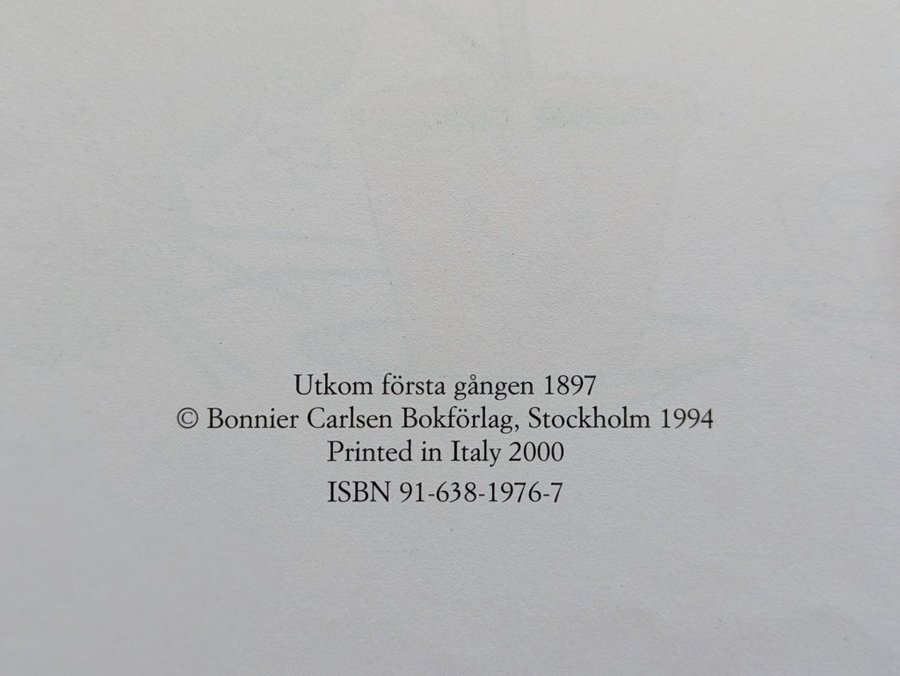 Utkom första gången 1897
© Bonnier Carlsen Bokförlag, Stockholm 1994
Printed in Italy 2000
ISBN 91-638-1976-7